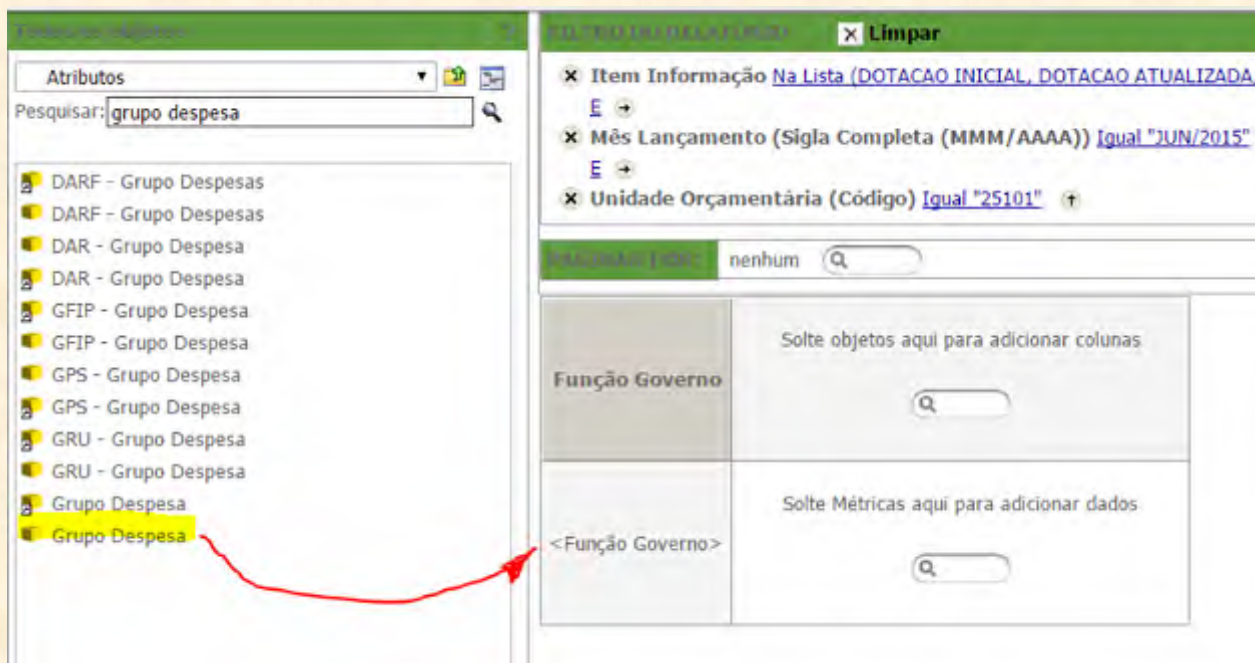 Limpar
Atributos
Pesquisar: grupo despesa
DARF - Grupo Despesas
DARF - Grupo Despesas
DAR - Grupo Despesa
DAR - Grupo Despesa
GFIP - Grupo Despesa
GFIP - Grupo Despesa
GPS - Grupo Despesa
GPS - Grupo Despesa
GRU - Grupo Despesa
GRU - Grupo Despesa
Grupo Despesa
Grupo Despesa
Item Informação Na Lista (DOTACAO INICIAL, DOTACAO ATUALIZADA,
E
Mês Lançamento (Sigla Completa (MMM/AAAA)) Igual "JUN/2015"
E
Unidade Orçamentária (Código) Igual "25101"
nenhum
Função Governo
Solte objetos aqui para adicionar colunas
<Função Governo>
Solte Métricas aqui para adicionar dados